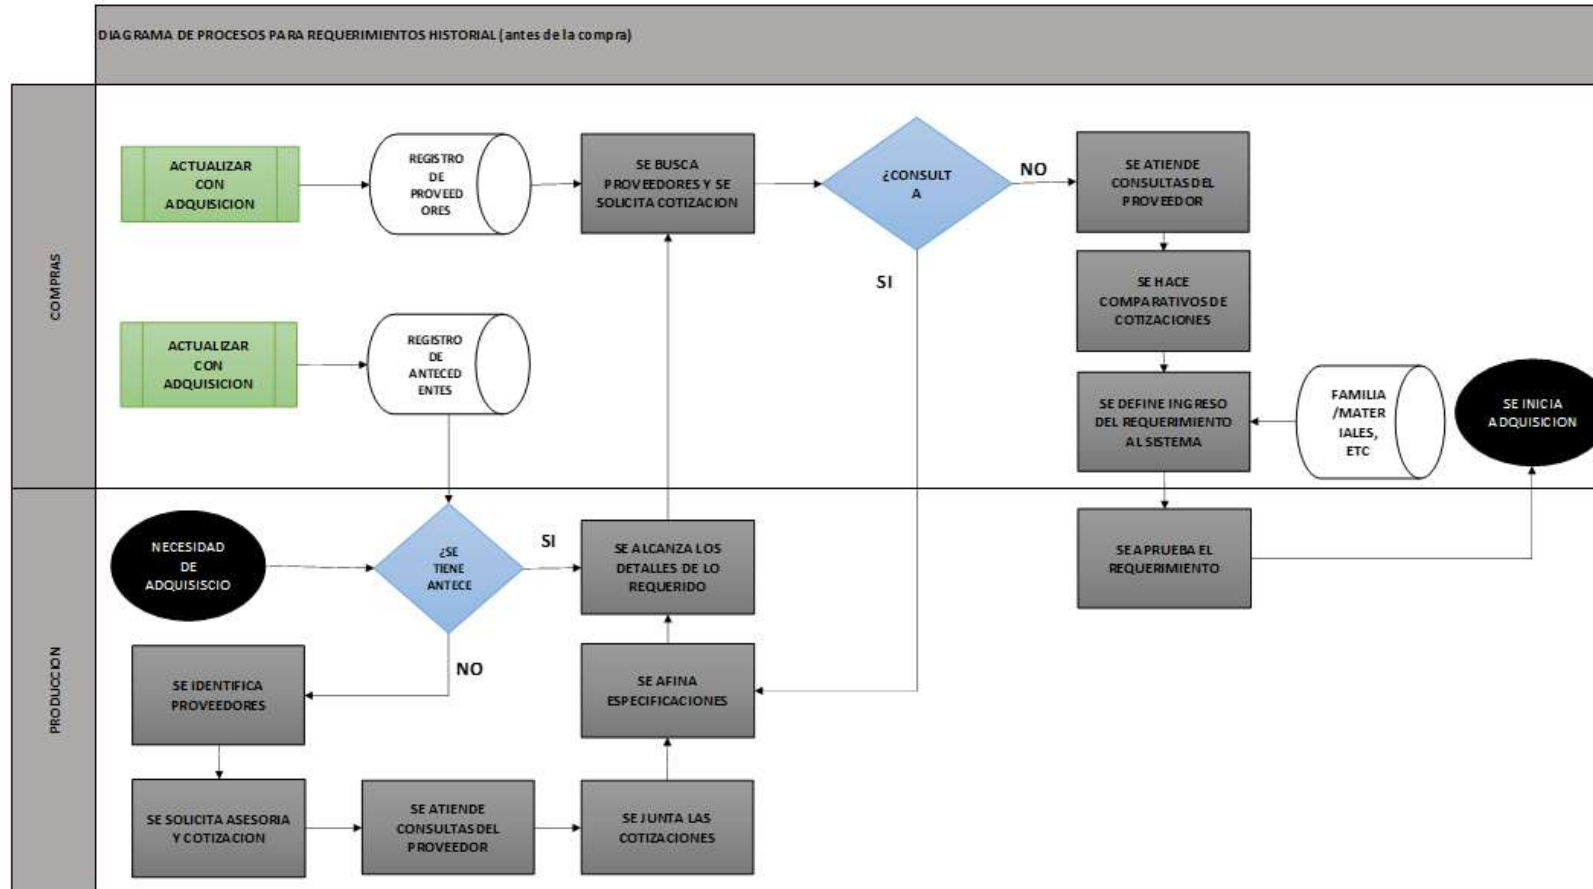 DIAGRAMA DE PROCESOS PARA REQUERIMIENTOS HISTORIAL (antes de la compra)
COMPRAS
ACTUALIZAR
CON
ADQUISICION
REGISTRO
DE
PROVEED
ORES
SE BUSCA
PROVEEDORES Y SE
SOLICITA COTIZACION
¿CONSULT
A
NO
SE ATIENDE
CONSULTAS DEL
PROVEEDOR
SI
SE HACE
COMPARATIVOS DE
COTIZACIONES
ACTUALIZAR
CON
ADQUISICION
REGISTRO
DE
ANTECED
ENTES
SE DEFINE INGRESO
DEL REQUERIMIENTO
AL SISTEMA
FAMILIA
/MATER
IALES,
ETC
SE INICIA
ADQUISICION
PRODUCCION
NECESIDAD
DE
ADQUISISCIO
¿SE
TIENE
ANTECE
SI
SE ALCANZA LOS
DETALLES DE LO
REQUERIDO
SE APRUEBA EL
REQUERIMIENTO
NO
SE IDENTIFICA
PROVEEDORES
SE AFINA
ESPECIFICACIONES
SE SOLICITA ASESORIA
Y COTIZACION
SE ATIENDE
CONSULTAS DEL
PROVEEDOR
SE JUNTA LAS
COTIZACIONES